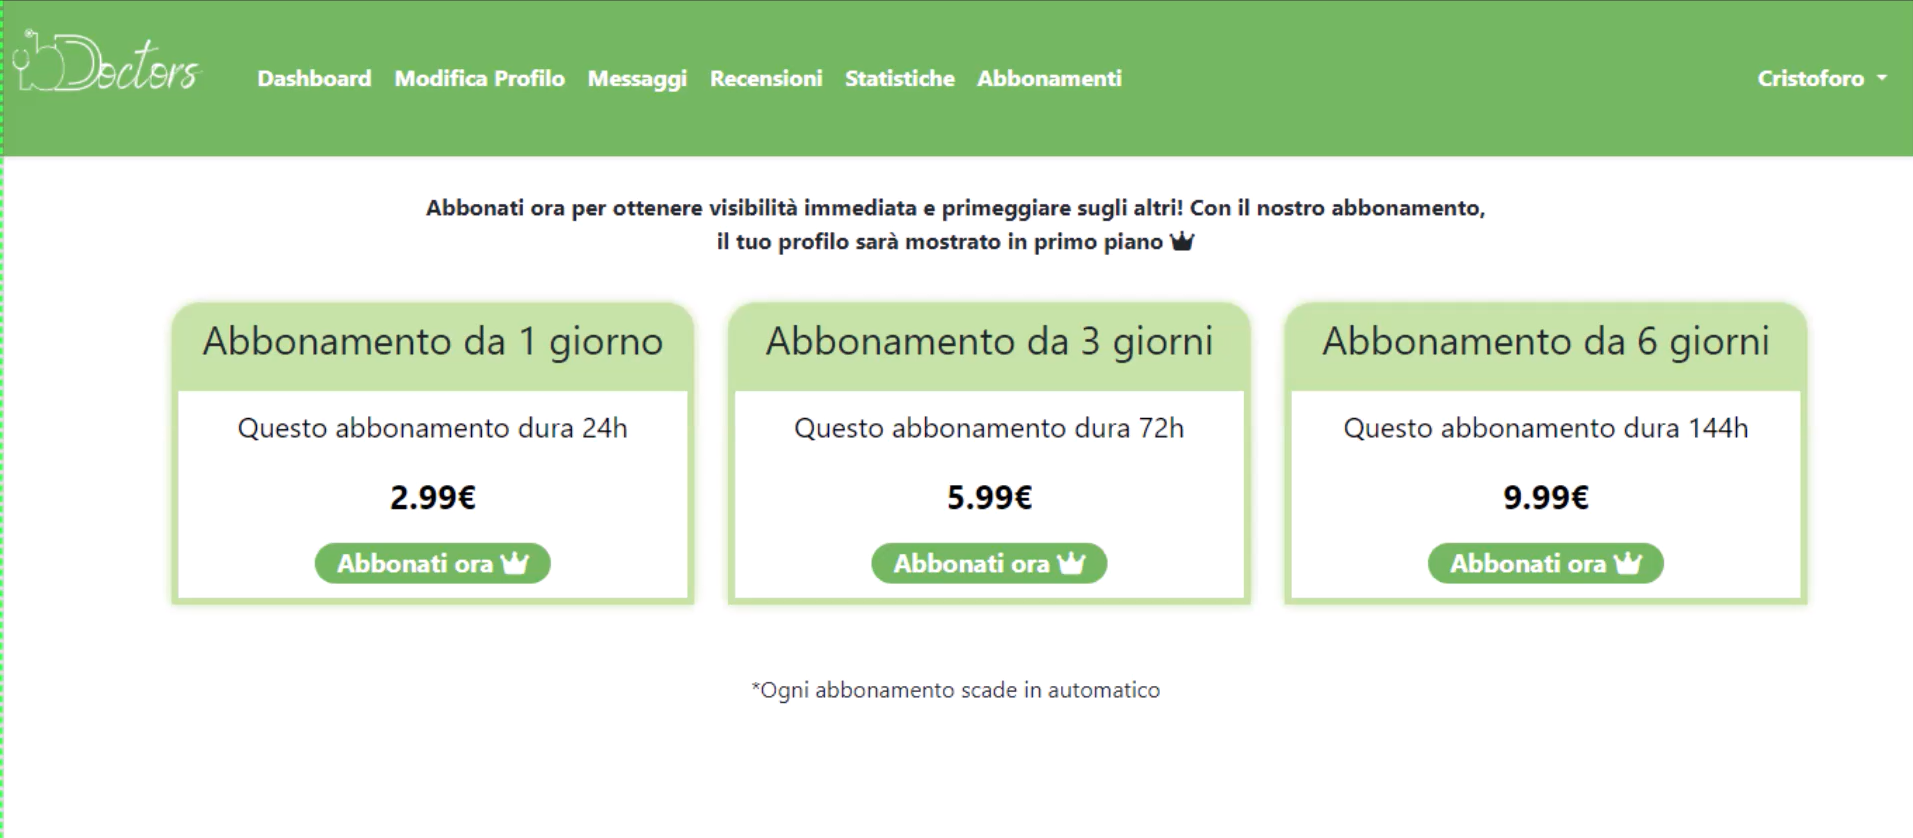 bDoctors
Dashboard Modifica Profilo Messaggi Recensioni Statistiche Abbonamenti Cristoforo
Abbonati ora per ottenere visibilità immediata e primeggiare sugli altri! Con il nostro abbonamento,
il tuo profilo sarà mostrato in primo piano
Abbonamento da 1 giorno
Questo abbonamento dura 24h
2.99€
Abbonati ora
Abbonamento da 3 giorni
Questo abbonamento dura 72h
5.99€
Abbonati ora
Abbonamento da 6 giorni
Questo abbonamento dura 144h
9.99€
Abbonati ora
*Ogni abbonamento scade in automatico